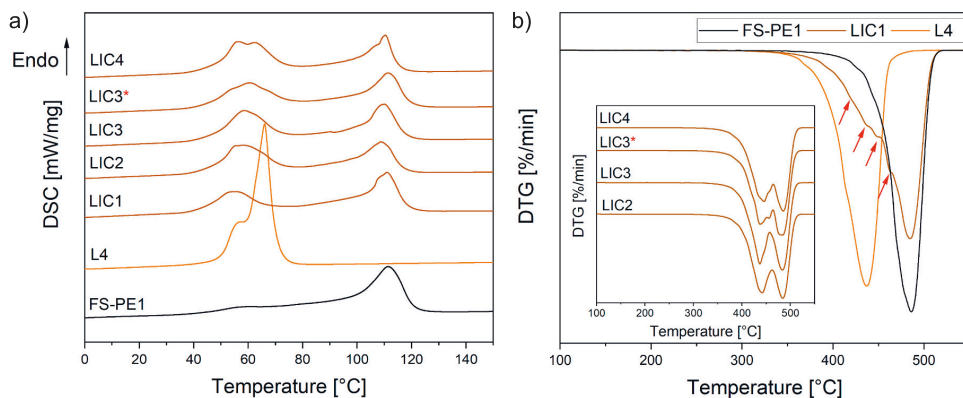 a)
Endo
LIC4
LIC3*
LIC3
LIC2
LIC1
L4
FS-PE1
DSC [mW/mg]
0 20 40 60 80 100 120 140
Temperature [°C]
b)
FS-PE1 LIC1 L4
DTG [%/min]
LIC4
LIC3*
LIC3
LIC2
DTG [%/min]
100 200 300 400 500
Temperature [°C]
100 200 300 400 500
Temperature [°C]